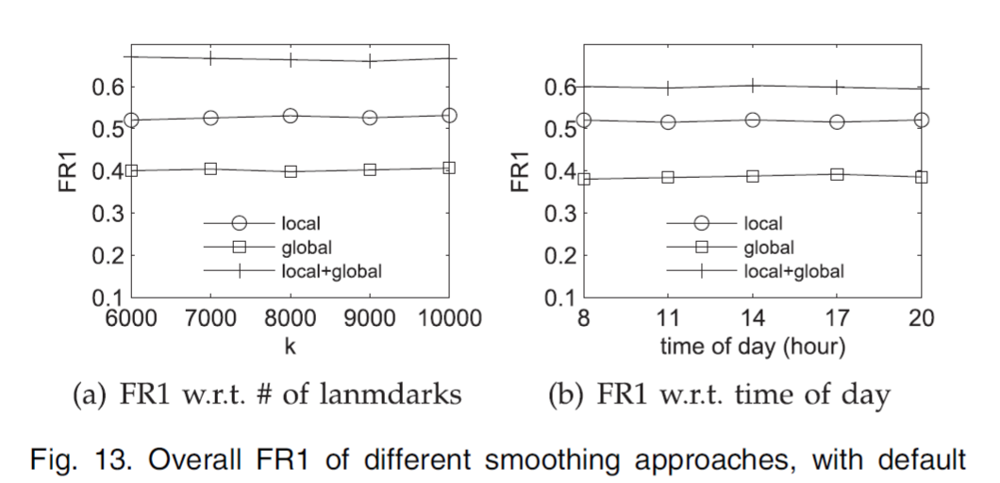 FR1
0.6
0.5
0.4
0.3
0.2
0.1
local
global
local+global
6000 7000 8000 9000 10000
k
(a) FR1 w.r.t. # of lanmdarks
FR1
0.6
0.5
0.4
0.3
0.2
0.1
local
global
local+global
8 11 14 17 20
time of day (hour)
(b) FR1 w.r.t. time of day
Fig. 13. Overall FR1 of different smoothing approaches, with default